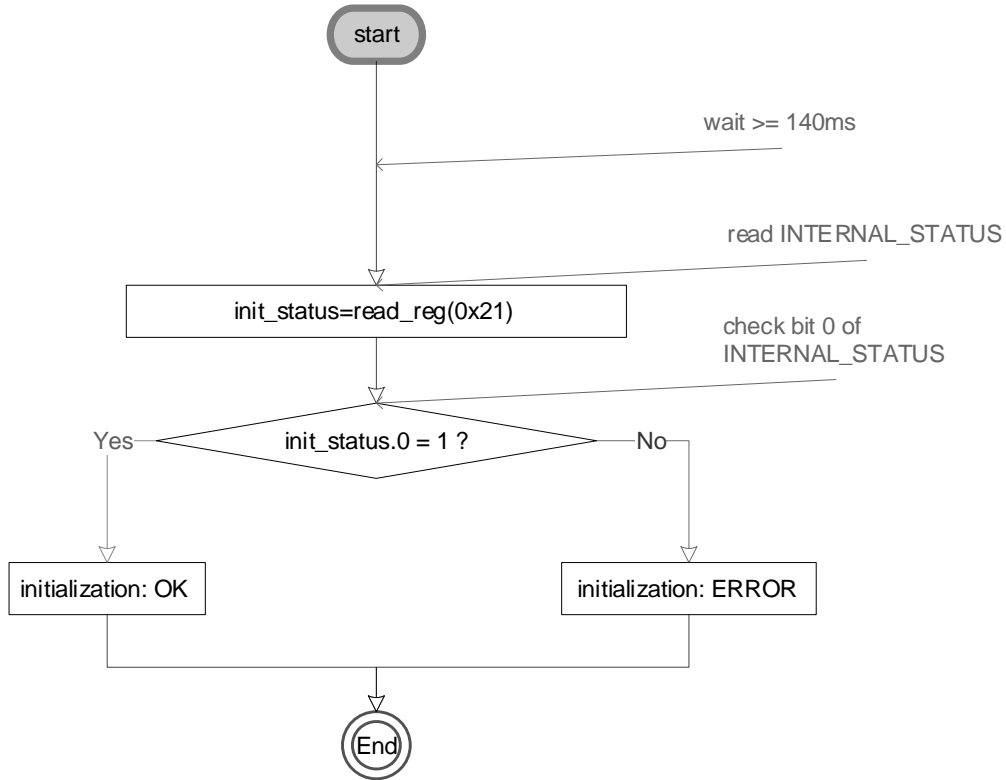 start
wait >= 140ms
read INTERNAL_STATUS
init_status=read_reg(0x21)
check bit 0 of
INTERNAL_STATUS
Yes
init_status.0 = 1 ?
No
initialization: OK
initialization: ERROR
End